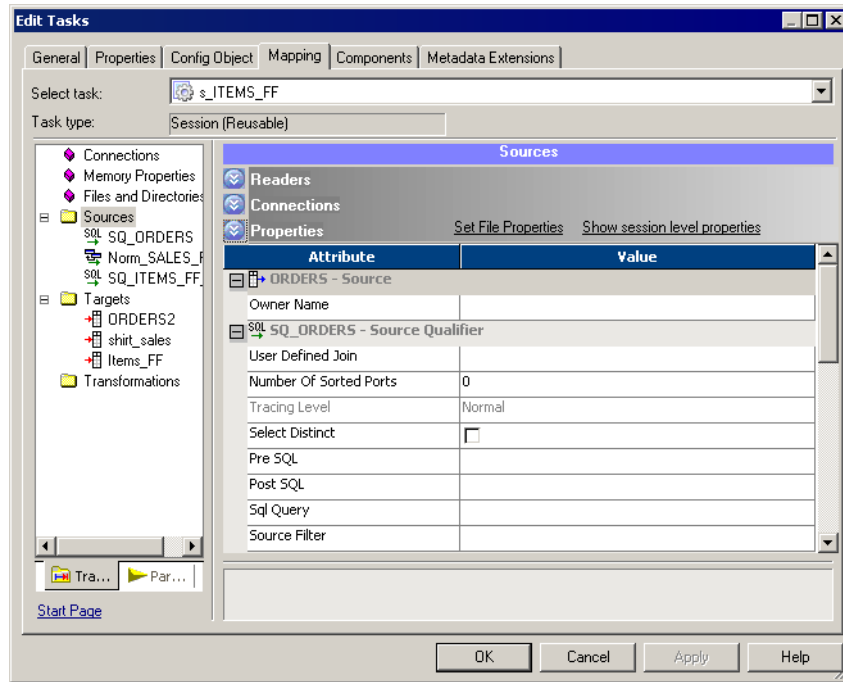 Edit Tasks
General Properties Config Object Mapping Components Metadata Extensions
Select task: s_ITEMS_FF
Task type: Session (Reusable)
Connections
Memory Properties
Files and Directories
Sources
SQL SQ_ORDERS
Norm_SALES_F
SQL SQ_ITEMS_FF_
Targets
ORDERS2
shirt_sales
Items_FF
Transformations
Tra... Par...
Start Page
Sources
Readers
Connections
Properties Set File Properties Show session level properties
Attribute Value
ORDERS - Source
Owner Name
SQL SQ_ORDERS - Source Qualifier
User Defined Join
Number Of Sorted Ports 0
Tracing Level Normal
Select Distinct
Pre SQL
Post SQL
Sql Query
Source Filter
OK Cancel Apply Help